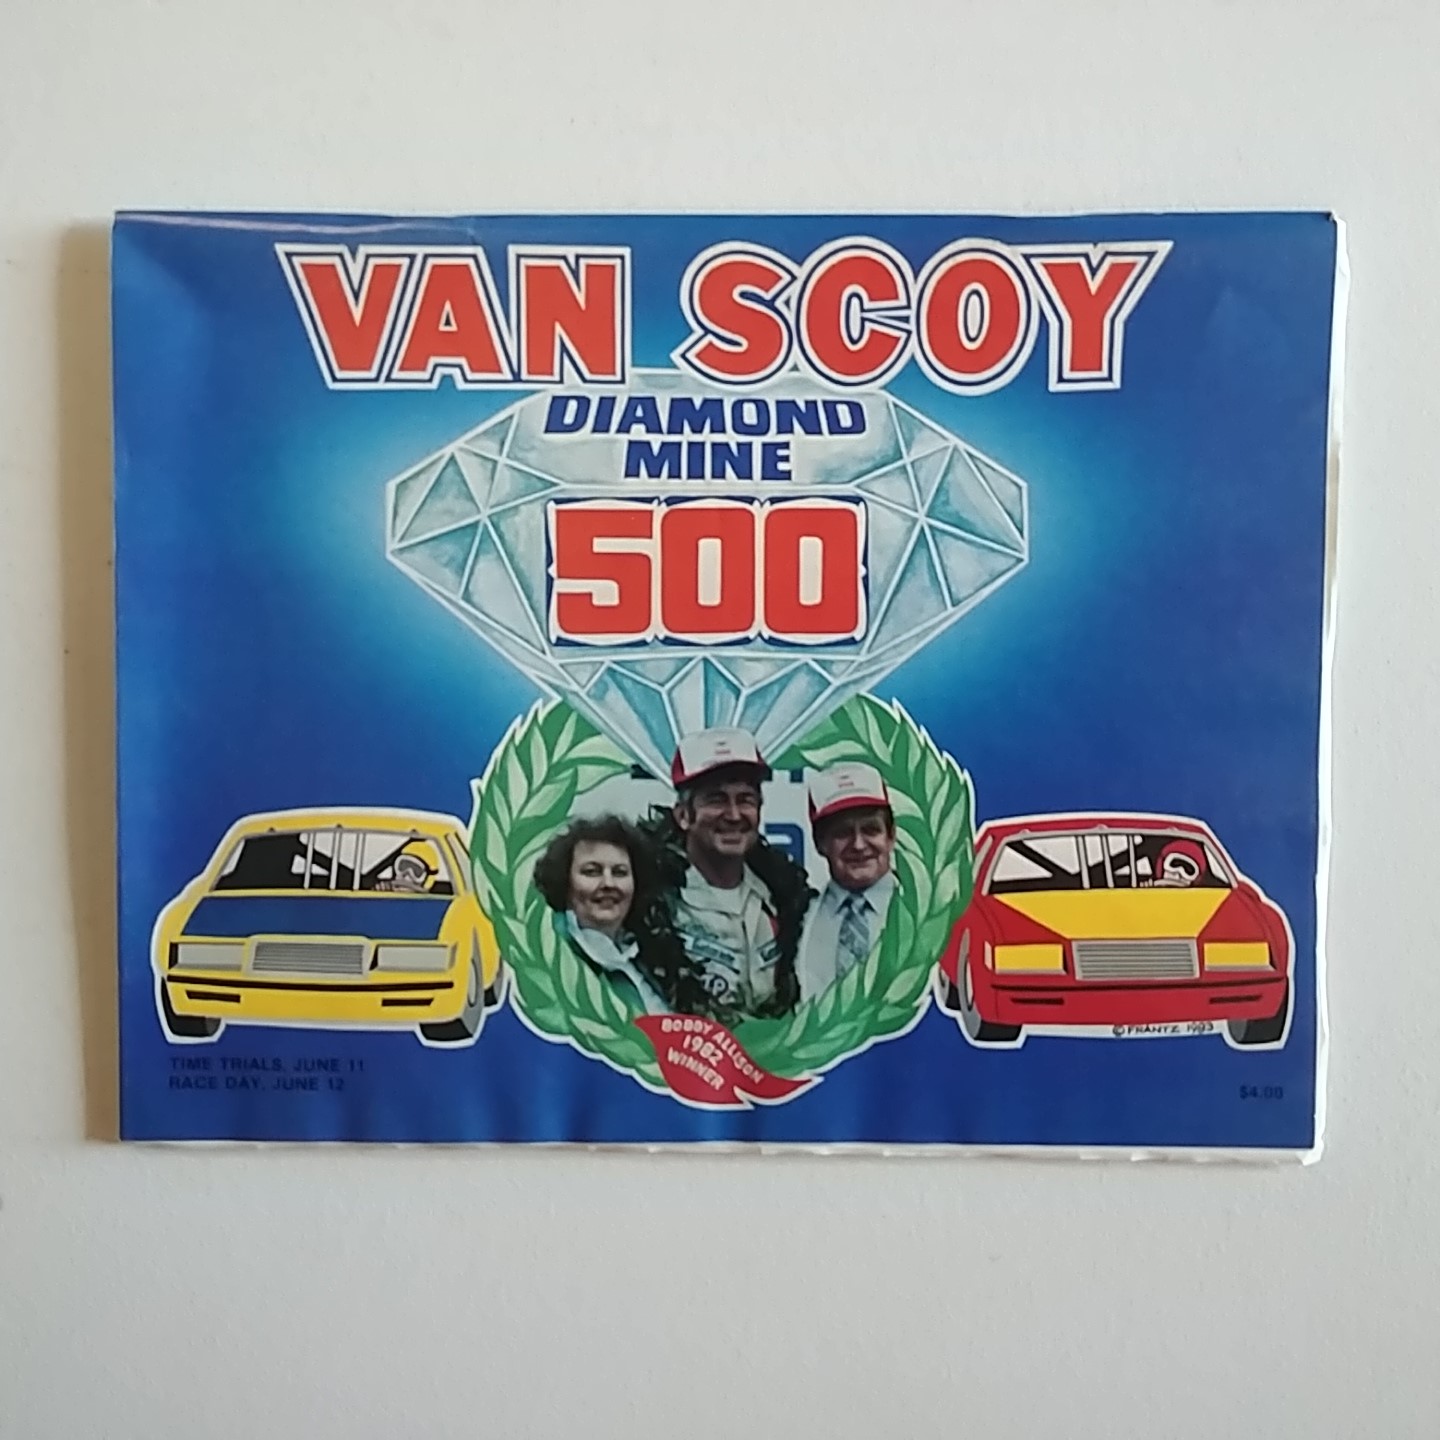 VAN SCOY
DIAMOND
MINE
500
BOBBY ALLISON
1982
WINNER
© FRANTZ 1983
TIME TRIALS, JUNE 11
RACE DAY, JUNE 12
$4.00